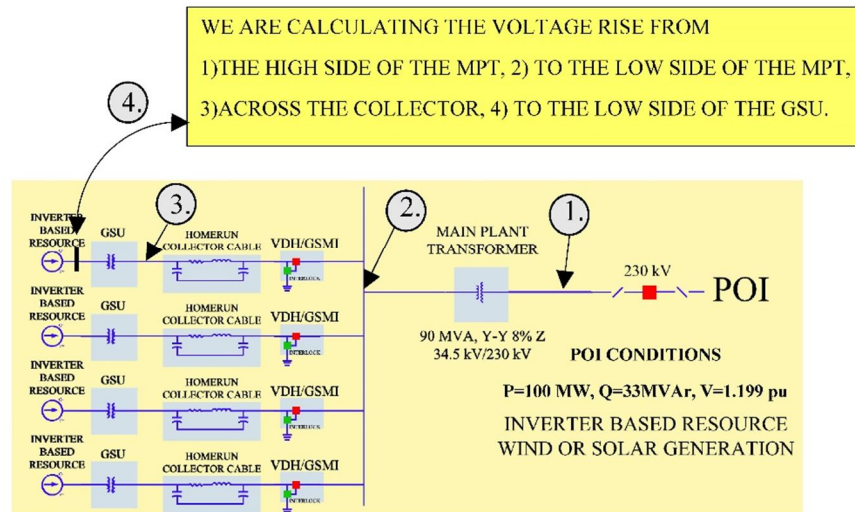 WE ARE CALCULATING THE VOLTAGE RISE FROM
1)THE HIGH SIDE OF THE MPT, 2) TO THE LOW SIDE OF THE MPT,
3)ACROSS THE COLLECTOR, 4) TO THE LOW SIDE OF THE GSU.
4.
3.
2.
1.
INVERTER
BASED
RESOURCE
GSU
HOMERUN
COLLECTOR CABLE
VDH/GSMI
INTERLOCK
INVERTER
BASED
RESOURCE
GSU
HOMERUN
COLLECTOR CABLE
VDH/GSMI
INTERLOCK
INVERTER
BASED
RESOURCE
GSU
HOMERUN
COLLECTOR CABLE
VDH/GSMI
INTERLOCK
INVERTER
BASED
RESOURCE
GSU
HOMERUN
COLLECTOR CABLE
VDH/GSMI
INTERLOCK
MAIN PLANT
TRANSFORMER
90 MVA, Y-Y 8% Z
34.5 kV/230 kV
230 kV
POI
POI CONDITIONS
P=100 MW, Q=33MVAr, V=1.199 pu
INVERTER BASED RESOURCE
WIND OR SOLAR GENERATION